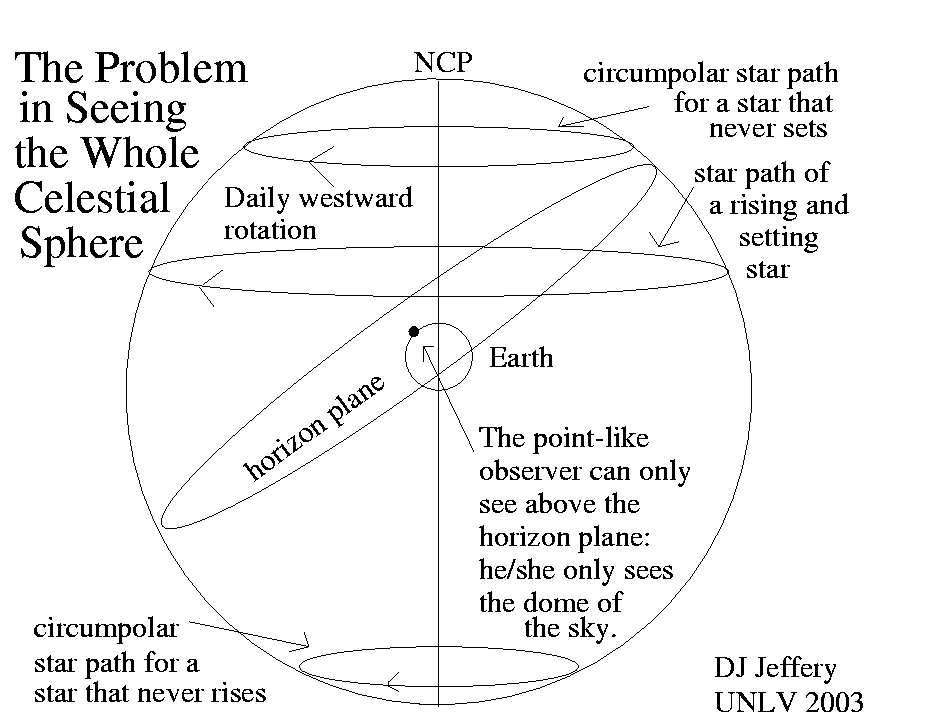 The Problem
in Seeing
the Whole
Celestial
Sphere
NCP
circumpolar star path
for a star that
never sets
star path of
a rising and
setting
star
Daily westward
rotation
Earth
horizon plane
The point-like
observer can only
see above the
horizon plane:
he/she only sees
the dome of
the sky.
circumpolar
star path for a
star that never rises
DJ Jeffery
UNLV 2003